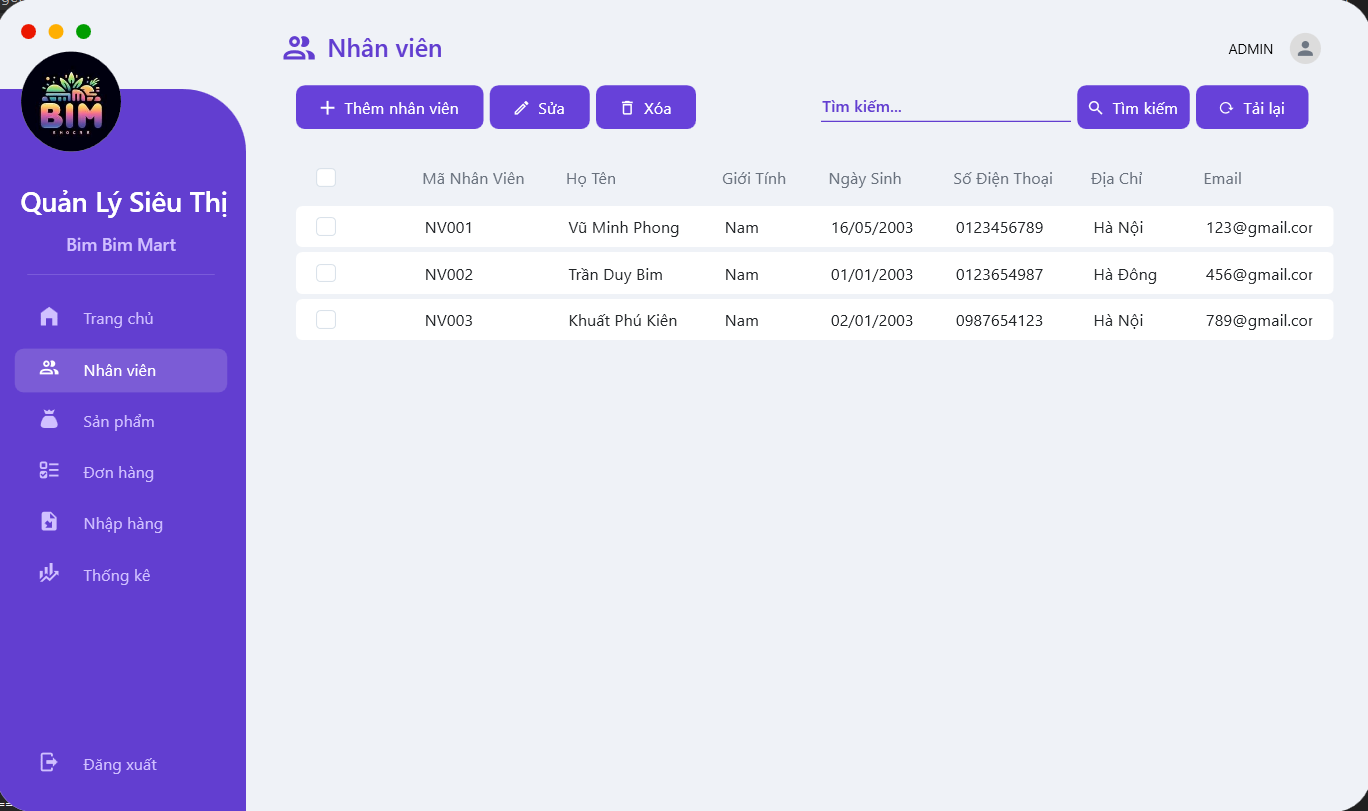 Nhân viên
ADMIN
BIM
Thêm nhân viên Sửa Xóa Tìm kiếm... Tìm kiếm Tải lại
Quản Lý Siêu Thị
Bim Bim Mart
Trang chủ
Nhân viên
Sản phẩm
Đơn hàng
Nhập hàng
Thống kê
Đăng xuất
Mã Nhân Viên Họ Tên Giới Tính Ngày Sinh Số Điện Thoại Địa Chỉ Email
NV001 Vũ Minh Phong Nam 16/05/2003 0123456789 Hà Nội 123@gmail.com
NV002 Trần Duy Bim Nam 01/01/2003 0123654987 Hà Đông 456@gmail.com
NV003 Khuất Phú Kiên Nam 02/01/2003 0987654123 Hà Nội 789@gmail.com